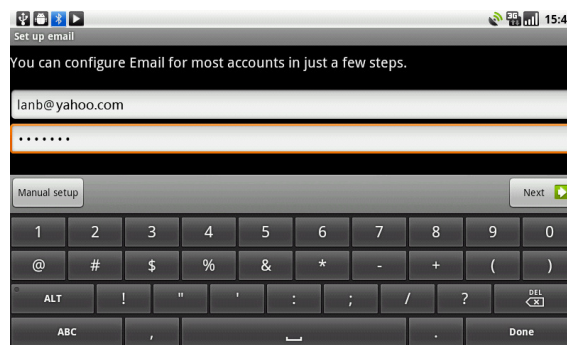 3G 15:4
Set up email
You can configure Email for most accounts in just a few steps.
lanb@yahoo.com
•••••••
Manual setup Next
1 2 3 4 5 6 7 8 9 0
@ # $ % & * - + ( )
ALT ! " ' : ; / ? DEL
ABC , . Done